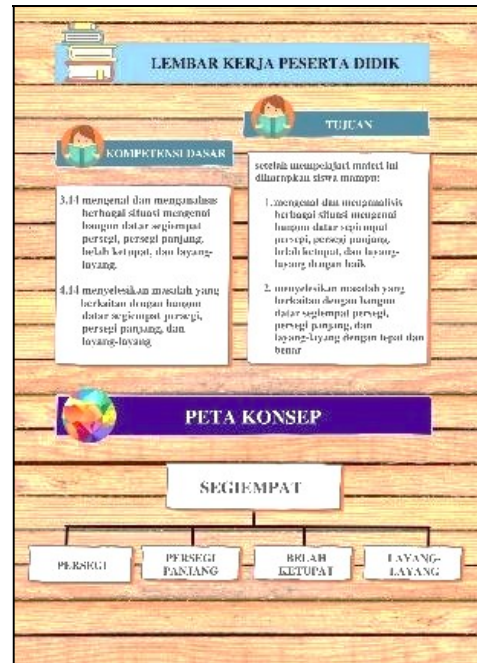 LEMBAR KERJA PESERTA DIDIK
KOMPETENSI DASAR
3.14 mengenal dan menganalisis
berbagai situasi mengenai
bangun datar segiempat
persegi, persegi panjang,
belah ketupat, dan layang-
layang.
4.14 menyelesikan masalah yang
berkaitan dengan bangun
datar segiempat persegi,
persegi panjang, dan
layang-layang
TUJUAN
setelah mempelajari materi ini
diharapkan siswa mampu:
1. mengenal dan menganalisis
berbagai situasi mengenai
bangun datar segiempat
persegi, persegi panjang,
belah ketupat, dan layang-
layang dengan baik
2. menyelesikan masalah yang
berkaitan dengan bangun
datar segiempat persegi,
persegi panjang, dan
layang-layang dengan tepat dan
benar
PETA KONSEP
SEGIEMPAT
PERSEGI
PERSEGI
PANJANG
BELAH
KETUPAT
LAYANG-
LAYANG